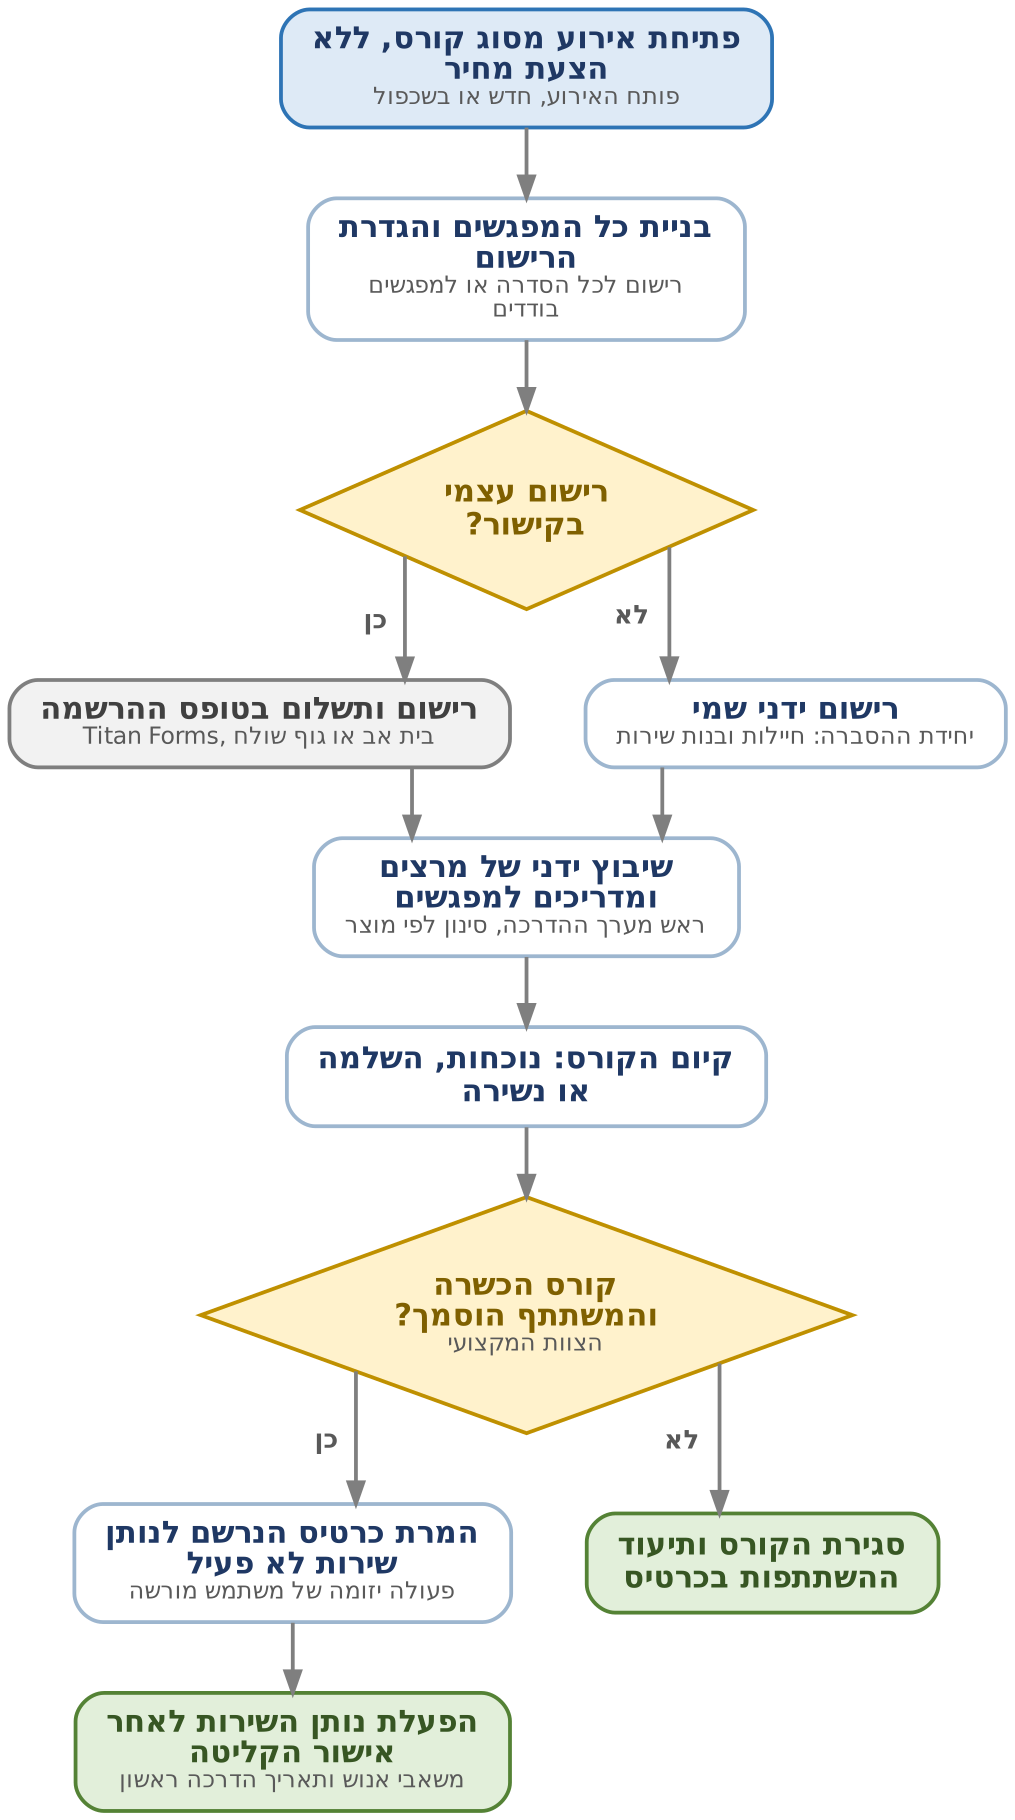 פתיחת אירוע מסוג קורס, ללא
הצעת מחיר
פותח האירוע, חדש או בשכפול
בניית כל המפגשים והגדרת
הרישום
רישום לכל הסדרה או למפגשים
בודדים
רישום עצמי
בקישור?
כן
לא
רישום ותשלום בטופס ההרשמה
בית אב או גוף שולח, Titan Forms
רישום ידני שמי
יחידת ההסברה: חיילות ובנות שירות
שיבוץ ידני של מרצים
ומדריכים למפגשים
ראש מערך ההדרכה, סינון לפי מוצר
קיום הקורס: נוכחות, השלמה
או נשירה
קורס הכשרה
והמשתתף הוסמך?
הצוות המקצועי
כן
לא
המרת כרטיס הנרשם לנותן
שירות לא פעיל
פעולה יזומה של משתמש מורשה
סגירת הקורס ותיעוד
ההשתתפות בכרטיס
הפעלת נותן השירות לאחר
אישור הקליטה
משאבי אנוש ותאריך הדרכה ראשון